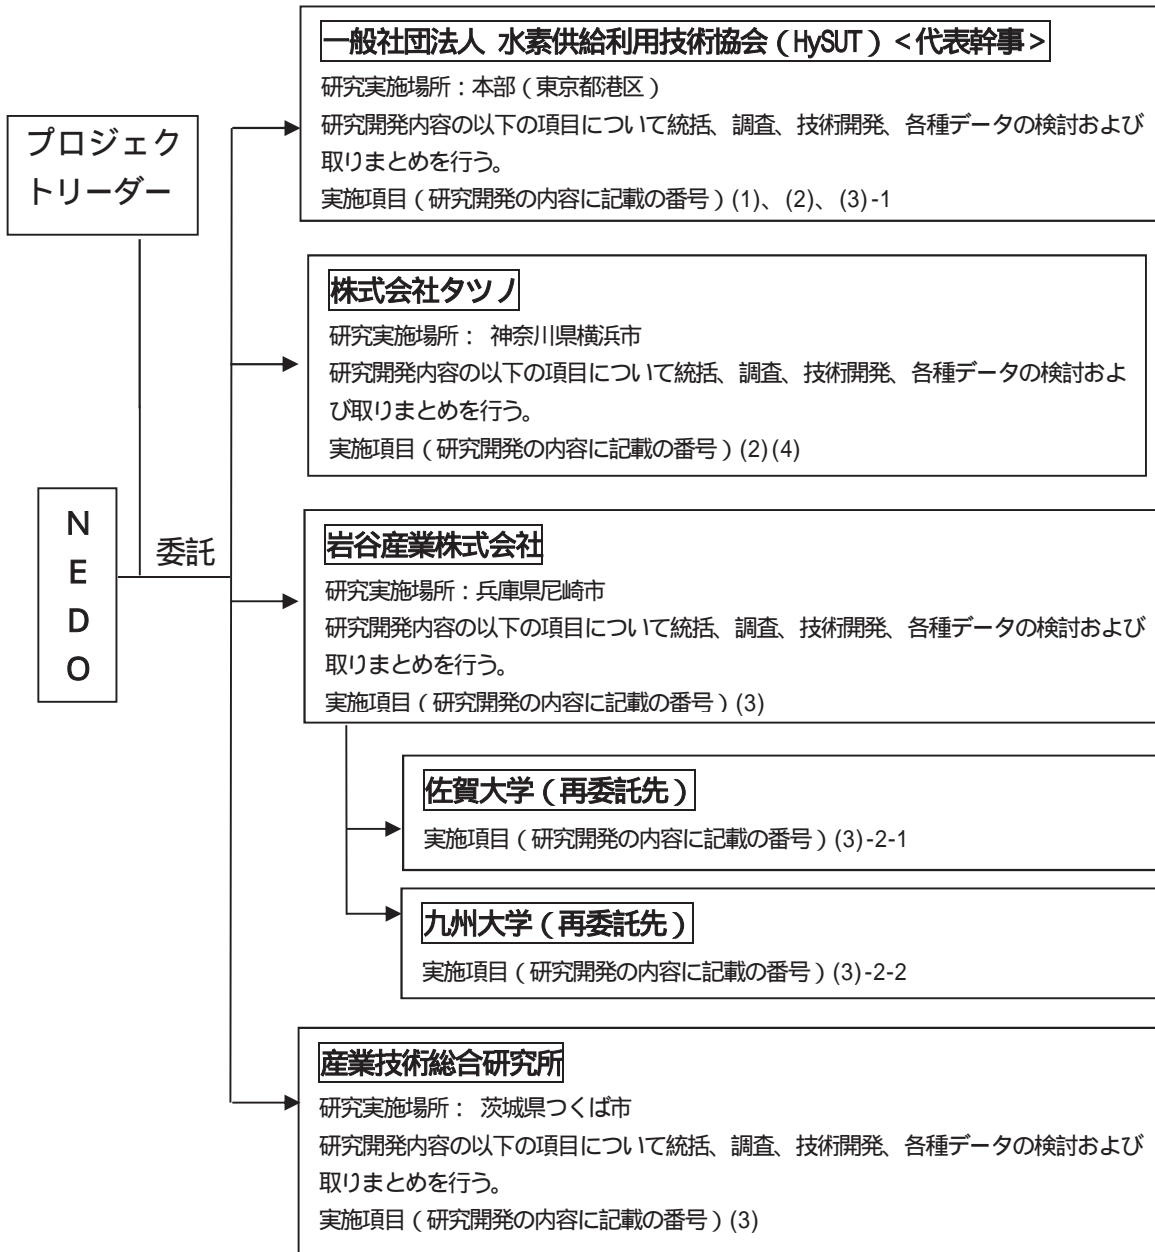 プロジェク
トリーダー
N
E
D
O
委託
一般社団法人 水素供給利用技術協会（HySUT）＜代表幹事＞
研究実施場所：本部（東京都港区）
研究開発内容の以下の項目について統括、調査、技術開発、各種データの検討および
取りまとめを行う。
実施項目（研究開発の内容に記載の番号）(1)、(2)、(3)-1
株式会社タツノ
研究実施場所： 神奈川県横浜市
研究開発内容の以下の項目について統括、調査、技術開発、各種データの検討およ
び取りまとめを行う。
実施項目（研究開発の内容に記載の番号）(2)(4)
岩谷産業株式会社
研究実施場所：兵庫県尼崎市
研究開発内容の以下の項目について統括、調査、技術開発、各種データの検討および
取りまとめを行う。
実施項目（研究開発の内容に記載の番号）(3)
佐賀大学（再委託先）
実施項目（研究開発の内容に記載の番号）(3)-2-1
九州大学（再委託先）
実施項目（研究開発の内容に記載の番号）(3)-2-2
産業技術総合研究所
研究実施場所： 茨城県つくば市
研究開発内容の以下の項目について統括、調査、技術開発、各種データの検討および
取りまとめを行う。
実施項目（研究開発の内容に記載の番号）(3)